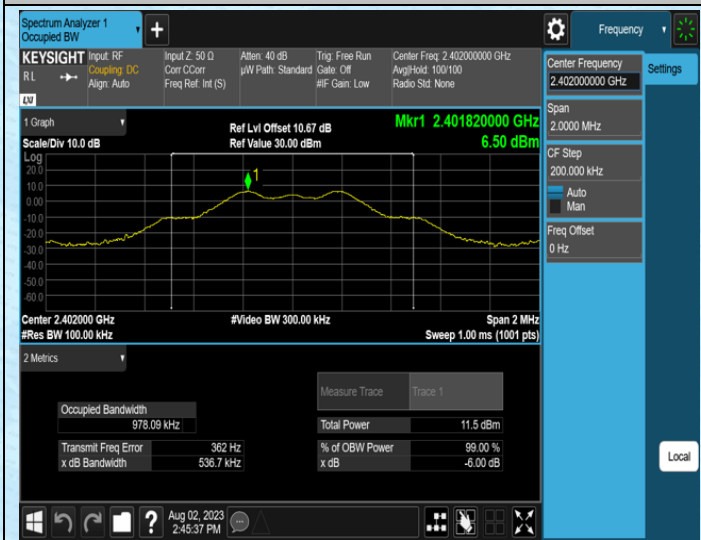 Spectrum Analyzer 1
Occupied BW
Frequency
KEYSIGHT
RL
LXI
Input: RF
Coupling: DC
Align: Auto
Input Z: 50 Ω
Corr CCorr
Freq Ref: Int (S)
Atten: 40 dB
µW Path: Standard
Trig: Free Run
Gate: Off
#IF Gain: Low
Center Freq: 2.402000000 GHz
Avg|Hold: 100/100
Radio Std: None
Center Frequency
2.402000000 GHz
Settings
Span
2.0000 MHz
CF Step
200.000 kHz
Auto
Man
Freq Offset
0 Hz
1 Graph
Scale/Div 10.0 dB
Ref Lvl Offset 10.67 dB
Ref Value 30.00 dBm
Mkr1 2.401820000 GHz
6.50 dBm
Log
20.0
10.0
0.00
-10.0
-20.0
-30.0
-40.0
-50.0
-60.0
1
Center 2.402000 GHz
#Res BW 100.00 kHz
#Video BW 300.00 kHz
Span 2 MHz
Sweep 1.00 ms (1001 pts)
2 Metrics
Measure Trace Trace 1
Occupied Bandwidth
978.09 kHz
Total Power 11.5 dBm
Transmit Freq Error 362 Hz
% of OBW Power 99.00 %
x dB Bandwidth 536.7 kHz
x dB -6.00 dB
Local
?
Aug 02, 2023
2:45:37 PM